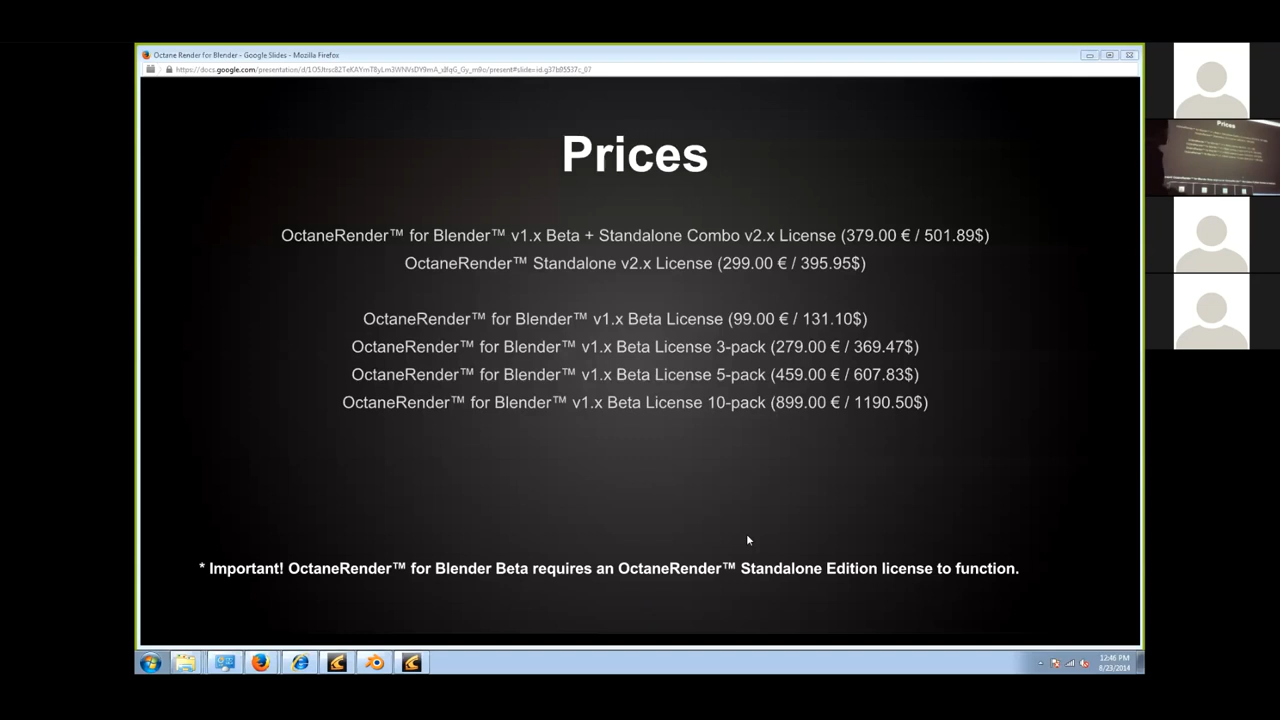 Octane Render for Blender - Google Slides - Mozilla Firefox
Prices
OctaneRender™ for Blender™ v1.x Beta + Standalone Combo v2.x License (379.00 € / 501.89$)
OctaneRender™ Standalone v2.x License (299.00 € / 395.95$)
OctaneRender™ for Blender™ v1.x Beta License (99.00 € / 131.10$)
OctaneRender™ for Blender™ v1.x Beta License 3-pack (279.00 € / 369.47$)
OctaneRender™ for Blender™ v1.x Beta License 5-pack (459.00 € / 607.83$)
OctaneRender™ for Blender™ v1.x Beta License 10-pack (899.00 € / 1190.50$)
* Important! OctaneRender™ for Blender Beta requires an OctaneRender™ Standalone Edition license to function.
12:46 PM
8/23/2014
Prices